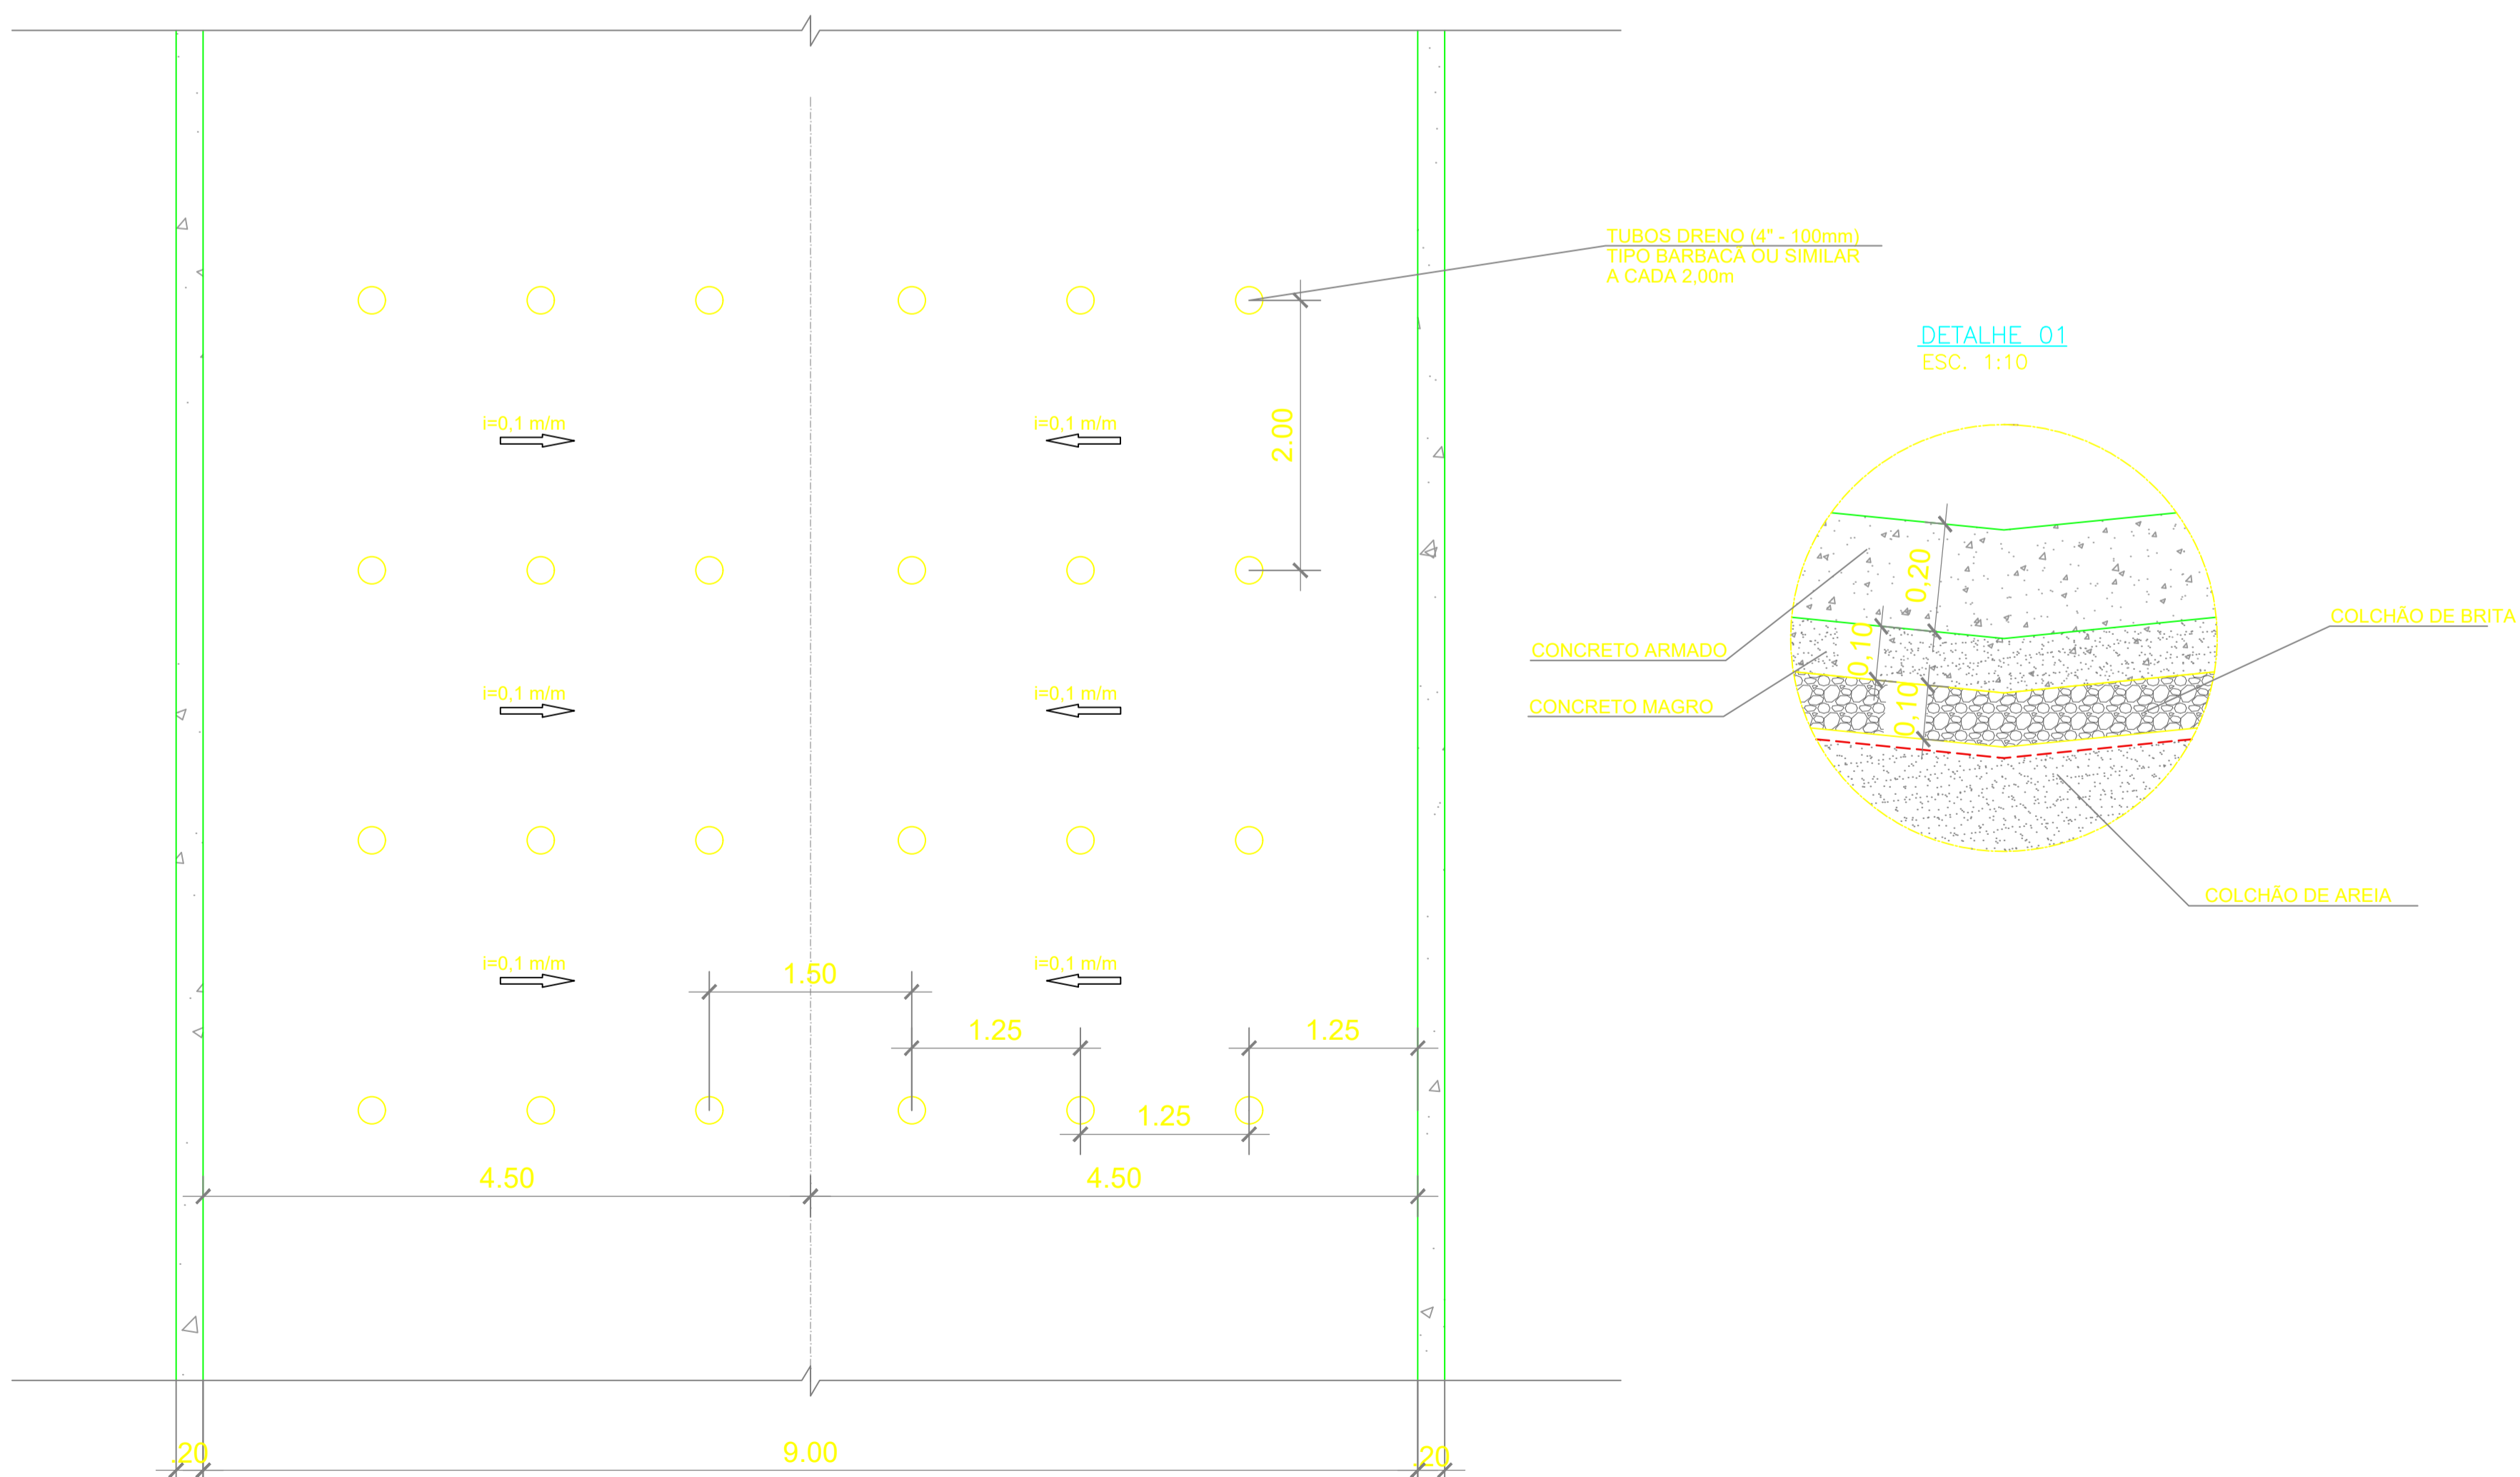 TUBOS DRENO (4" - 100mm)
TIPO BARBACÃ OU SIMILAR
A CADA 2,00m
DETALHE 01
ESC. 1:10
i=0,1 m/m
i=0,1 m/m
2.00
0,20
COLCHÃO DE BRITA
0,10
CONCRETO ARMADO
i=0,1 m/m
i=0,1 m/m
CONCRETO MAGRO
0,10
COLCHÃO DE AREIA
i=0,1 m/m
i=0,1 m/m
1.50
1.25
1.25
1.25
4.50
4.50
.20
9.00
.20